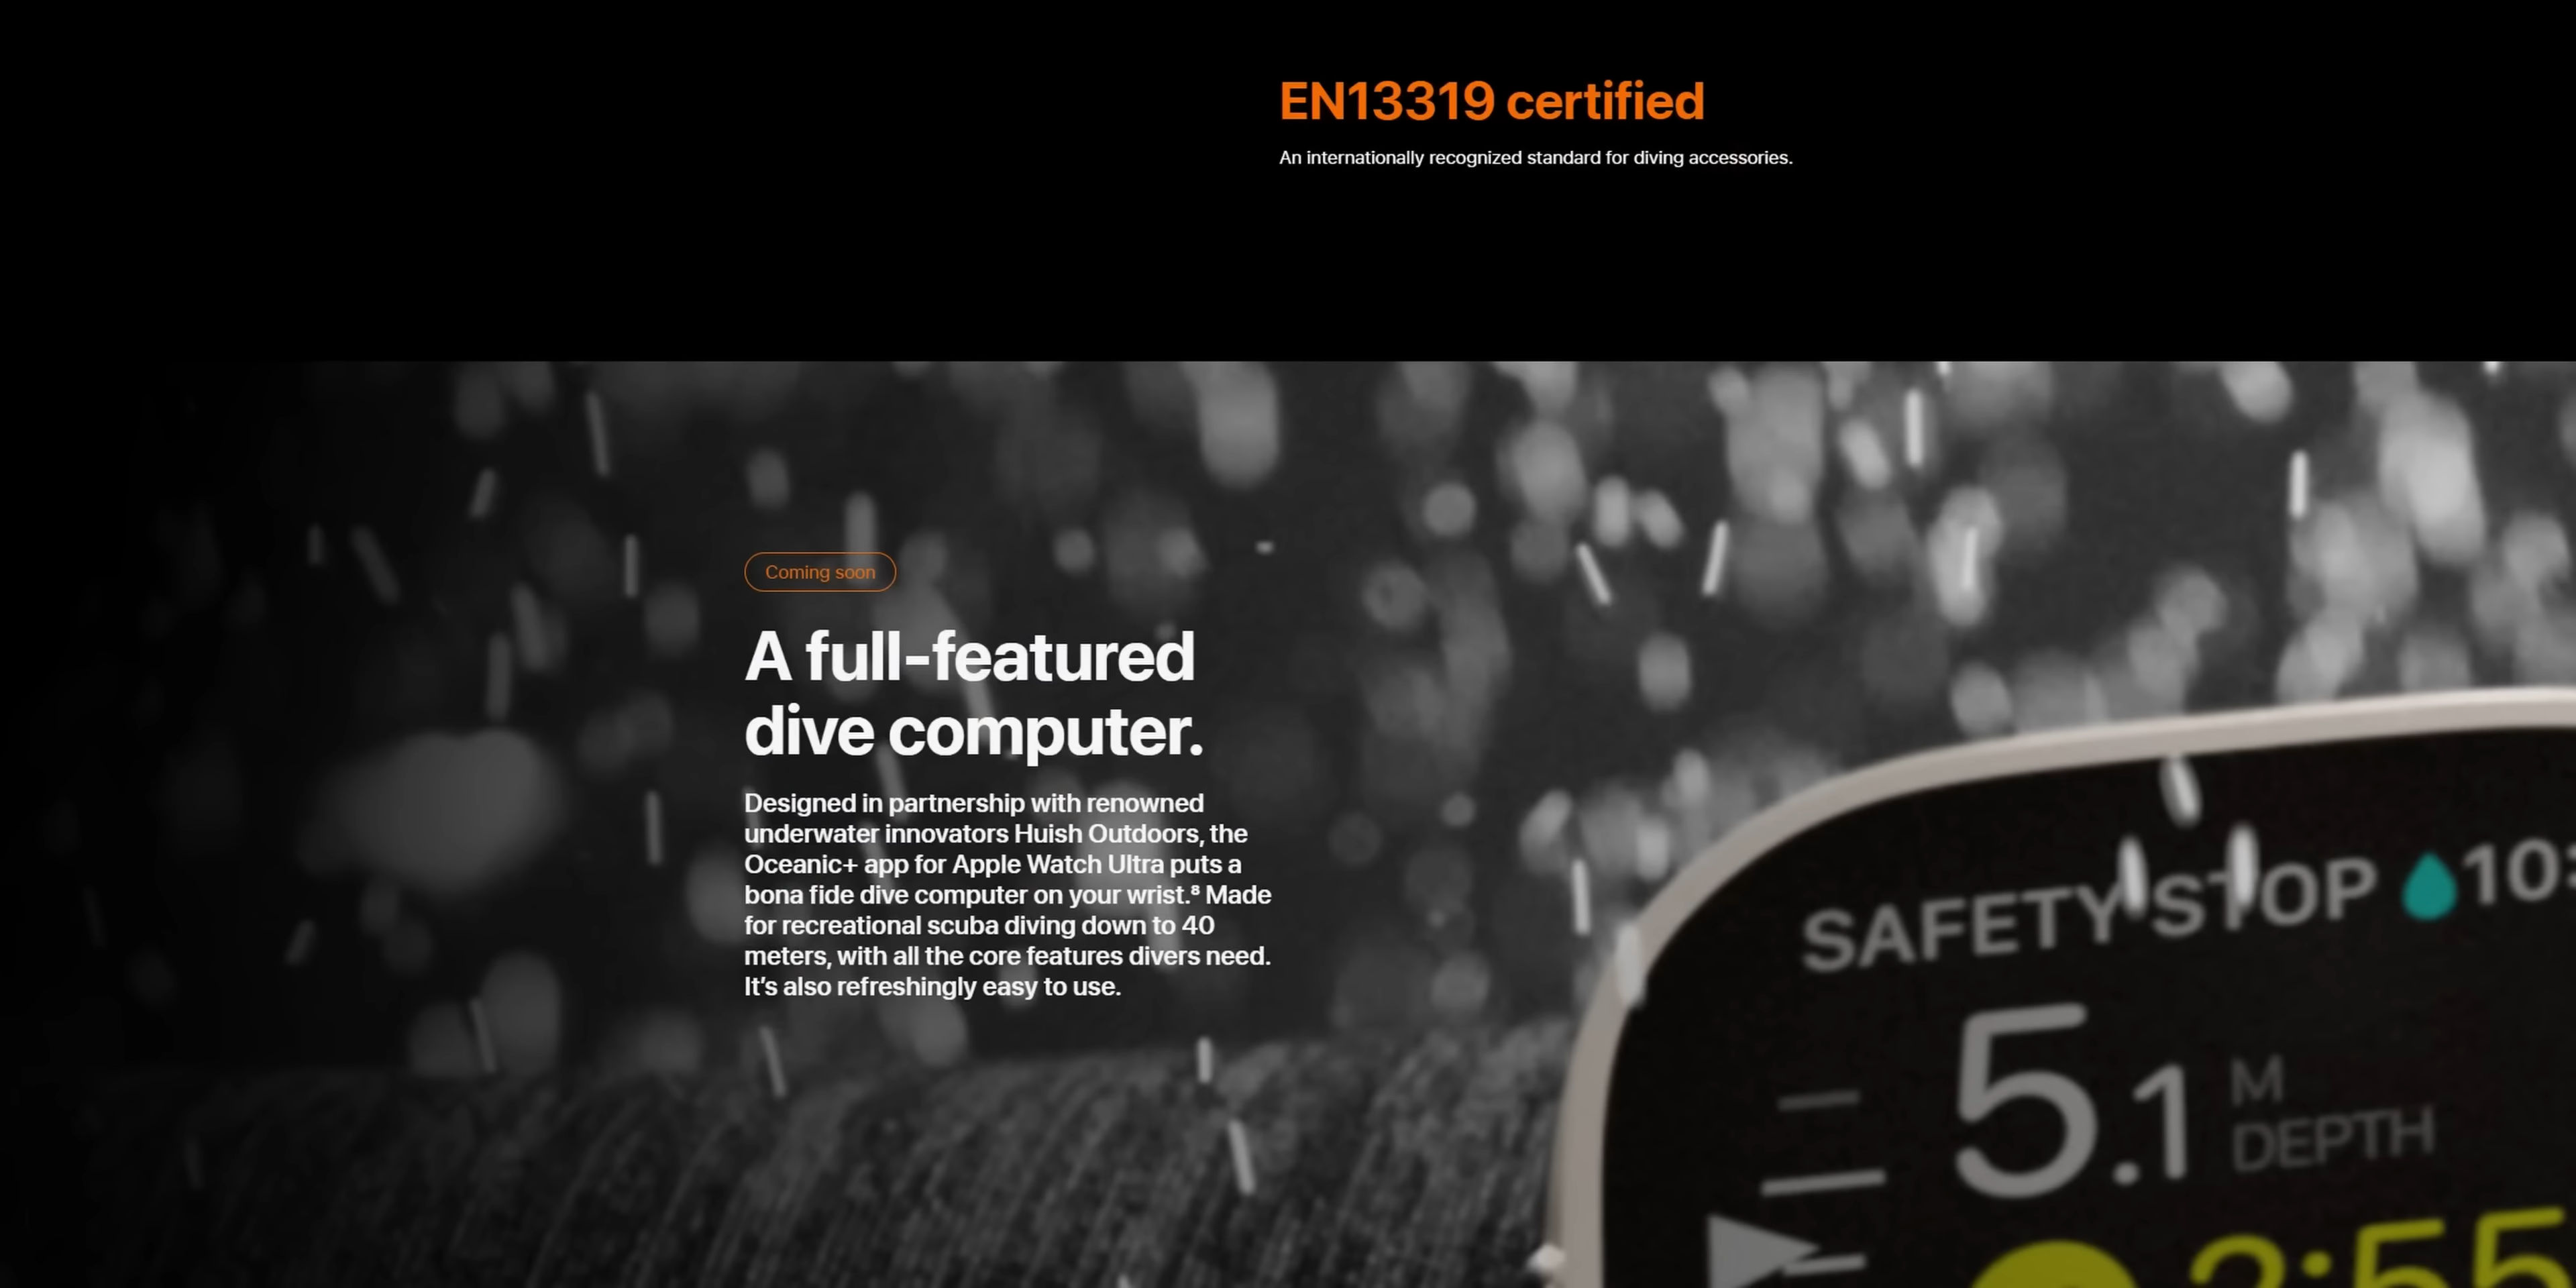 EN13319 certified
An internationally recognized standard for diving accessories.
Coming soon
A full-featured
dive computer.
Designed in partnership with renowned
underwater innovators Huish Outdoors, the
Oceanic+ app for Apple Watch Ultra puts a
bona fide dive computer on your wrist.⁸ Made
for recreational scuba diving down to 40
meters, with all the core features divers need.
It's also refreshingly easy to use.
SAFETY STOP 10:
5.1 M
DEPTH
2:55